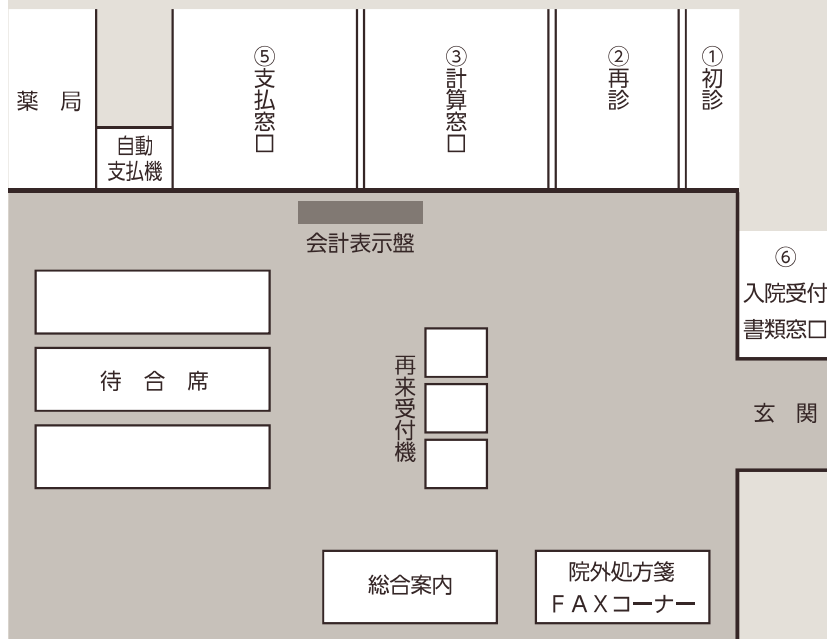 薬 局
自動
支払機
⑤支払窓口
③計算窓口
②再診
①初診
会計表示盤
⑥
入院受付
書類窓口
待 合 席
再来受付機
玄 関
総合案内
院外処方箋
ＦＡＸコーナー